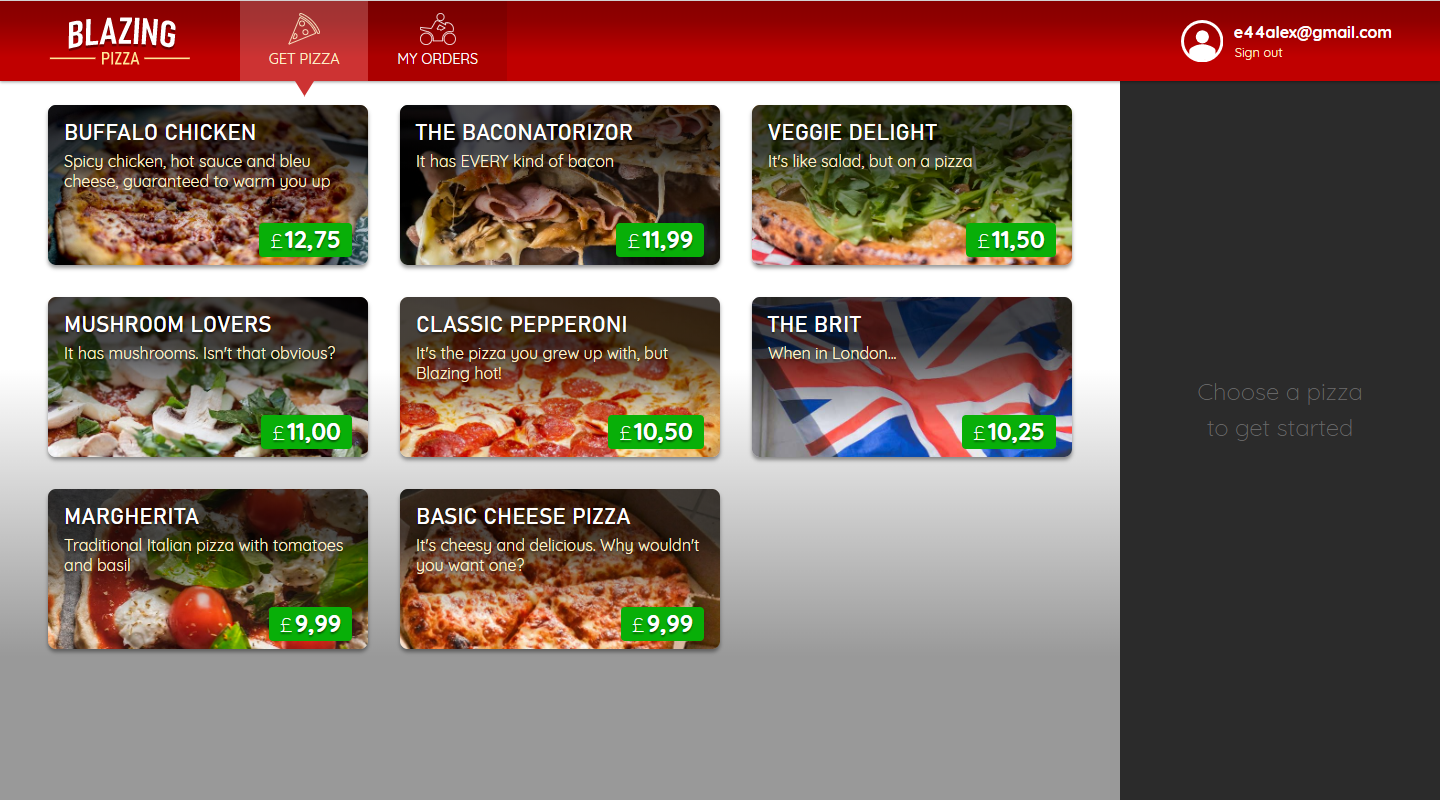 BLAZING
PIZZA
GET PIZZA
MY ORDERS
e44alex@gmail.com
Sign out
BUFFALO CHICKEN
Spicy chicken, hot sauce and bleu
cheese, guaranteed to warm you up
£12,75
THE BACONATORIZOR
It has EVERY kind of bacon
£11,99
VEGGIE DELIGHT
It's like salad, but on a pizza
£11,50
MUSHROOM LOVERS
It has mushrooms. Isn't that obvious?
£11,00
CLASSIC PEPPERONI
It's the pizza you grew up with, but
Blazing hot!
£10,50
THE BRIT
When in London...
£10,25
MARGHERITA
Traditional Italian pizza with tomatoes
and basil
£9,99
BASIC CHEESE PIZZA
It's cheesy and delicious. Why wouldn't
you want one?
£9,99
Choose a pizza
to get started